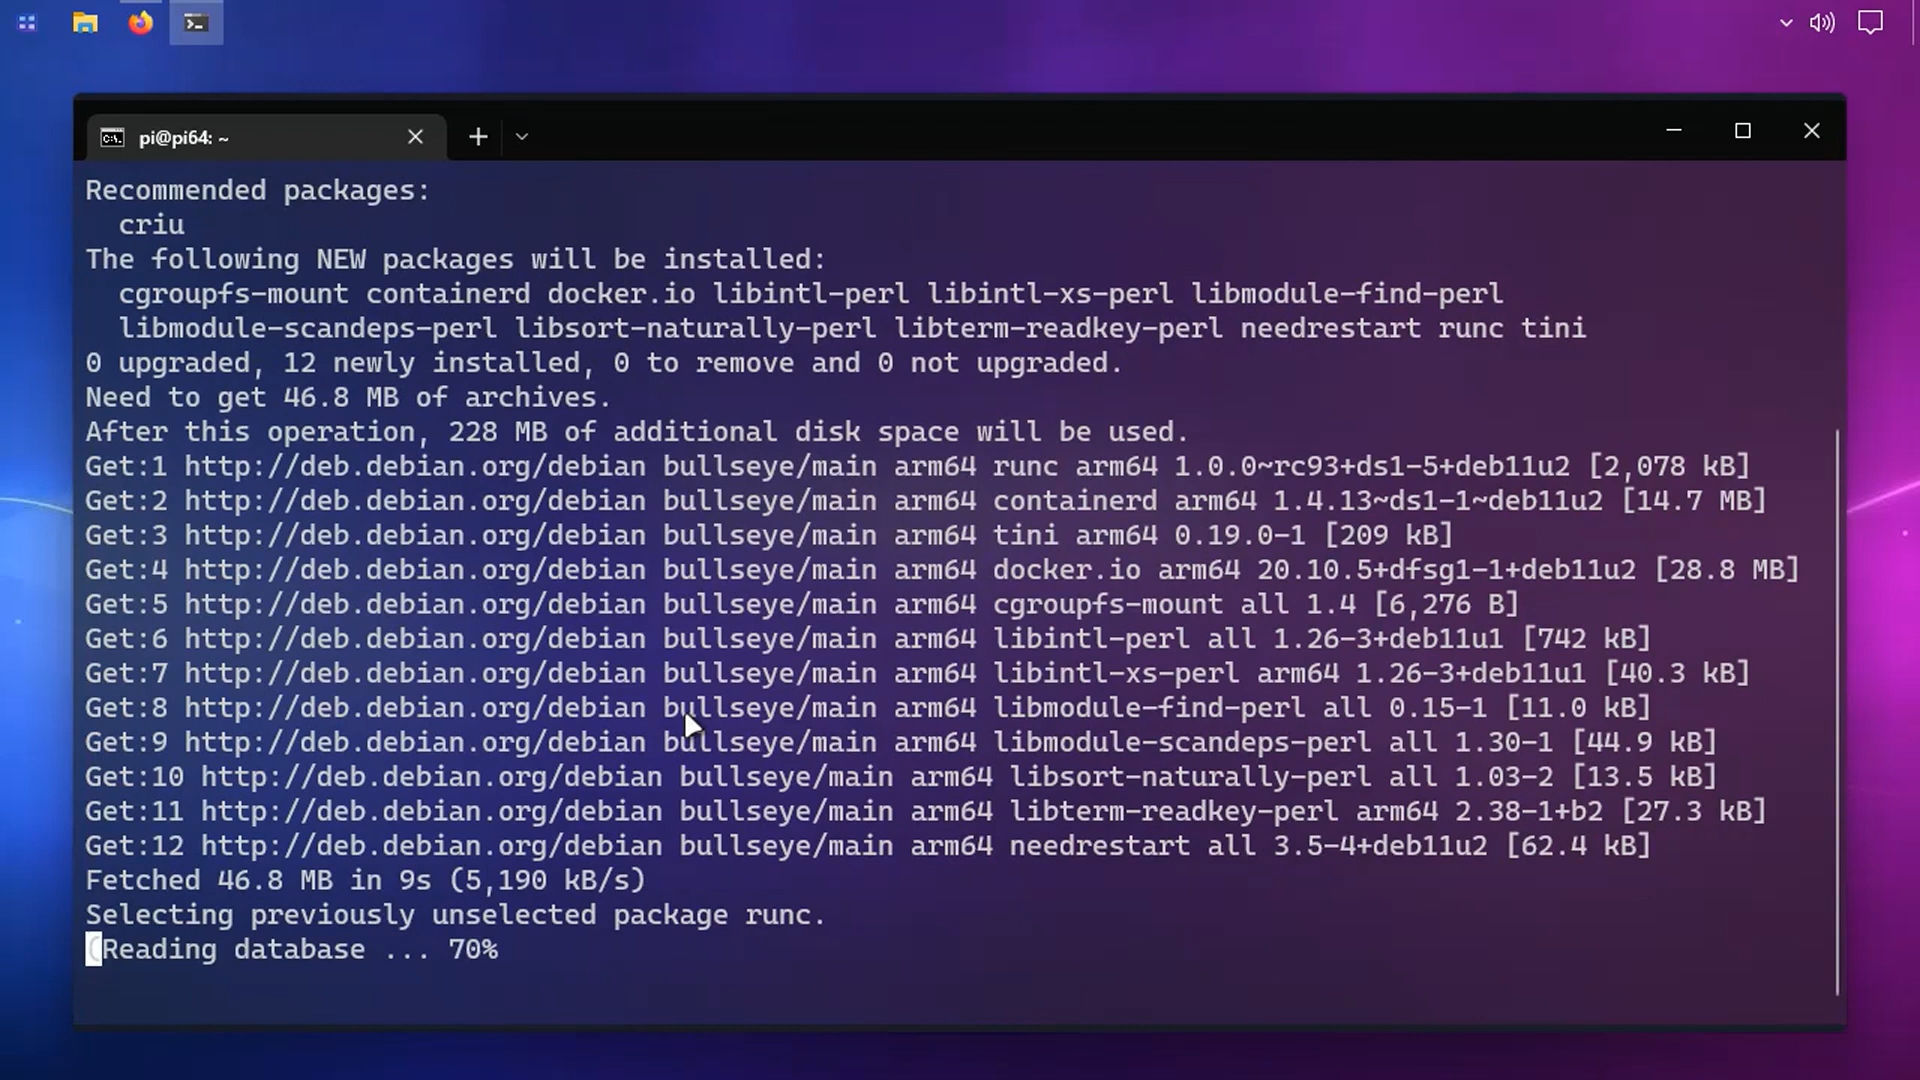 pi@pi64: ~
Recommended packages:
criu
The following NEW packages will be installed:
cgroupfs-mount containerd docker.io libintl-perl libintl-xs-perl libmodule-find-perl
libmodule-scandeps-perl libsort-naturally-perl libterm-readkey-perl needrestart runc tini
0 upgraded, 12 newly installed, 0 to remove and 0 not upgraded.
Need to get 46.8 MB of archives.
After this operation, 228 MB of additional disk space will be used.
Get:1 http://deb.debian.org/debian bullseye/main arm64 runc arm64 1.0.0~rc93+ds1-5+deb11u2 [2,078 kB]
Get:2 http://deb.debian.org/debian bullseye/main arm64 containerd arm64 1.4.13~ds1-1~deb11u2 [14.7 MB]
Get:3 http://deb.debian.org/debian bullseye/main arm64 tini arm64 0.19.0-1 [209 kB]
Get:4 http://deb.debian.org/debian bullseye/main arm64 docker.io arm64 20.10.5+dfsg1-1+deb11u2 [28.8 MB]
Get:5 http://deb.debian.org/debian bullseye/main arm64 cgroupfs-mount all 1.4 [6,276 B]
Get:6 http://deb.debian.org/debian bullseye/main arm64 libintl-perl all 1.26-3+deb11u1 [742 kB]
Get:7 http://deb.debian.org/debian bullseye/main arm64 libintl-xs-perl arm64 1.26-3+deb11u1 [40.3 kB]
Get:8 http://deb.debian.org/debian bullseye/main arm64 libmodule-find-perl all 0.15-1 [11.0 kB]
Get:9 http://deb.debian.org/debian bullseye/main arm64 libmodule-scandeps-perl all 1.30-1 [44.9 kB]
Get:10 http://deb.debian.org/debian bullseye/main arm64 libsort-naturally-perl all 1.03-2 [13.5 kB]
Get:11 http://deb.debian.org/debian bullseye/main arm64 libterm-readkey-perl arm64 2.38-1+b2 [27.3 kB]
Get:12 http://deb.debian.org/debian bullseye/main arm64 needrestart all 3.5-4+deb11u2 [62.4 kB]
Fetched 46.8 MB in 9s (5,190 kB/s)
Selecting previously unselected package runc.
(Reading database ... 70%